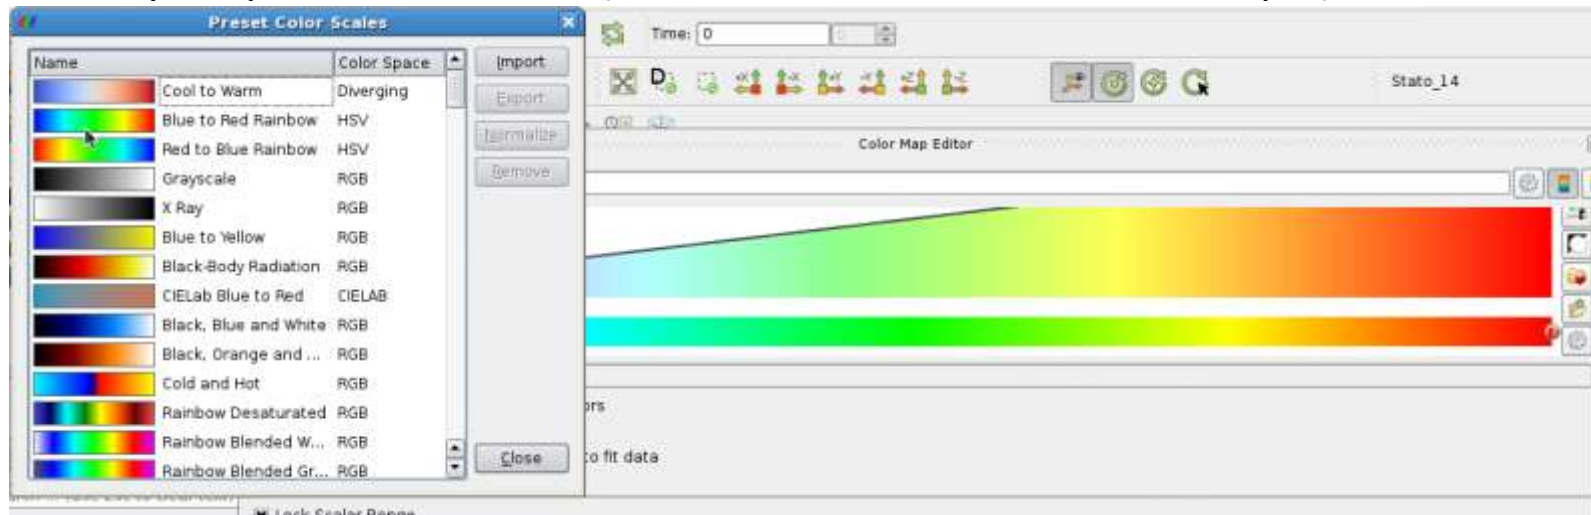 Preset Color Scales
Name Color Space
Cool to Warm Diverging
Blue to Red Rainbow HSV
Red to Blue Rainbow HSV
Grayscale RGB
X Ray RGB
Blue to Yellow RGB
Black-Body Radiation RGB
CIELab Blue to Red CIELAB
Black, Blue and White RGB
Black, Orange and ... RGB
Cold and Hot RGB
Rainbow Desaturated RGB
Rainbow Blended W... RGB
Rainbow Blended Gr... RGB
Import
Export
Normalize
Remove
Close
Time: 0
Stato_14
Color Map Editor
ors
to fit data
Lock Scalar Range